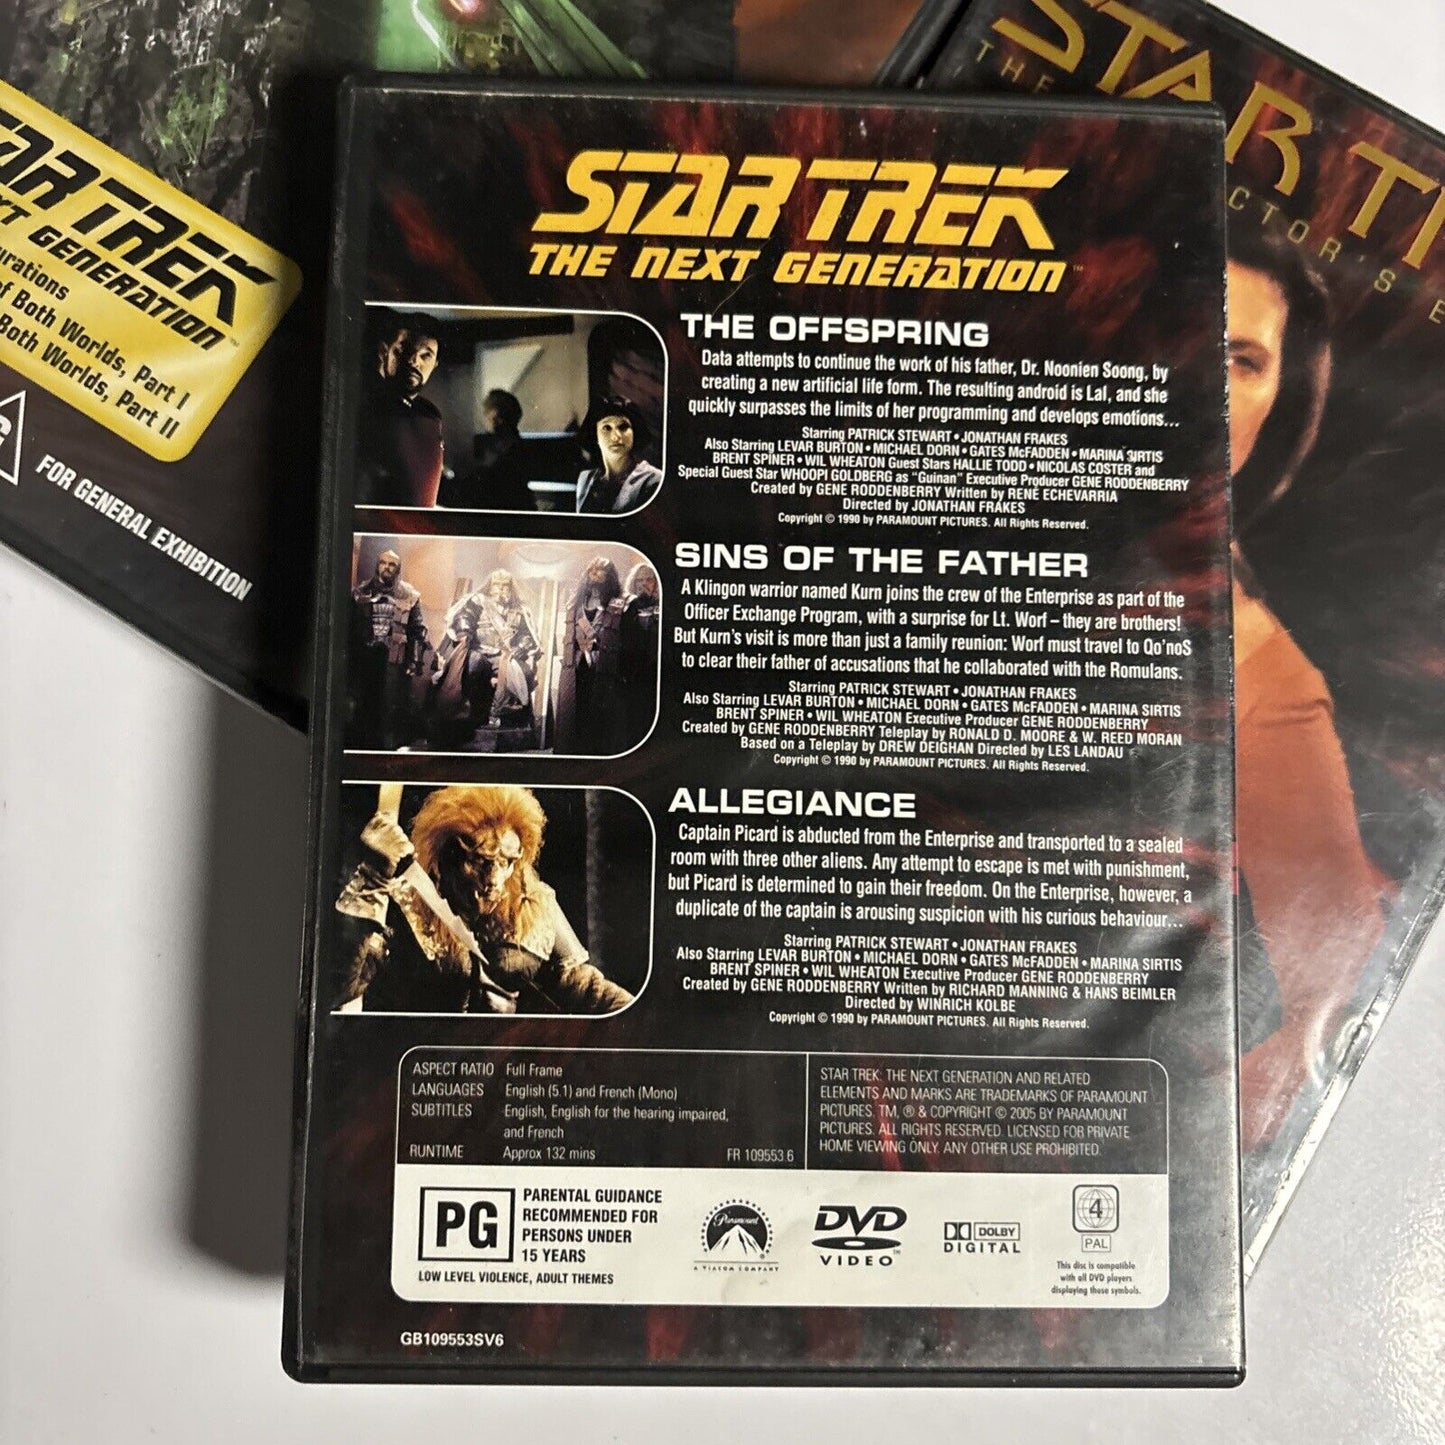 STAR TREK
THE NEXT GENERATION™
THE OFFSPRING
Data attempts to continue the work of his father, Dr. Noonien Soong, by
creating a new artificial life form. The resulting android is Lal, and she
quickly surpasses the limits of her programming and develops emotions...
Starring PATRICK STEWART • JONATHAN FRAKES
Also Starring LEVAR BURTON • MICHAEL DORN • GATES McFADDEN • MARINA SIRTIS
BRENT SPINER • WIL WHEATON Guest Stars HALLIE TODD • NICOLAS COSTER and
Special Guest Star WHOOPI GOLDBERG as "Guinan" Executive Producer GENE RODDENBERRY
Created by GENE RODDENBERRY Written by RENÉ ECHEVARRIA
Directed by JONATHAN FRAKES
Copyright © 1990 by PARAMOUNT PICTURES. All Rights Reserved.
SINS OF THE FATHER
A Klingon warrior named Kurn joins the crew of the Enterprise as part of the
Officer Exchange Program, with a surprise for Lt. Worf – they are brothers!
But Kurn's visit is more than just a family reunion: Worf must travel to Qo'noS
to clear their father of accusations that he collaborated with the Romulans.
Starring PATRICK STEWART • JONATHAN FRAKES
Also Starring LEVAR BURTON • MICHAEL DORN • GATES McFADDEN • MARINA SIRTIS
BRENT SPINER • WIL WHEATON Executive Producer GENE RODDENBERRY
Created by GENE RODDENBERRY Teleplay by RONALD D. MOORE & W. REED MORAN
Based on a Teleplay by DREW DEIGHAN Directed by LES LANDAU
Copyright © 1990 by PARAMOUNT PICTURES. All Rights Reserved.
ALLEGIANCE
Captain Picard is abducted from the Enterprise and transported to a sealed
room with three other aliens. Any attempt to escape is met with punishment,
but Picard is determined to gain their freedom. On the Enterprise, however, a
duplicate of the captain is arousing suspicion with his curious behaviour...
Starring PATRICK STEWART • JONATHAN FRAKES
Also Starring LEVAR BURTON • MICHAEL DORN • GATES McFADDEN • MARINA SIRTIS
BRENT SPINER • WIL WHEATON Executive Producer GENE RODDENBERRY
Created by GENE RODDENBERRY Written by RICHARD MANNING & HANS BEIMLER
Directed by WINRICH KOLBE
Copyright © 1990 by PARAMOUNT PICTURES. All Rights Reserved.
ASPECT RATIO Full Frame
LANGUAGES English (5.1) and French (Mono)
SUBTITLES English, English for the hearing impaired,
and French
RUNTIME Approx 132 mins FR 109553.6
STAR TREK: THE NEXT GENERATION AND RELATED
ELEMENTS AND MARKS ARE TRADEMARKS OF PARAMOUNT
PICTURES. TM, ® & COPYRIGHT © 2005 BY PARAMOUNT
PICTURES. ALL RIGHTS RESERVED. LICENSED FOR PRIVATE
HOME VIEWING ONLY. ANY OTHER USE PROHIBITED.
PG
PARENTAL GUIDANCE
RECOMMENDED FOR
PERSONS UNDER
15 YEARS
LOW LEVEL VIOLENCE, ADULT THEMES
Paramount
A VIACOM COMPANY
DVD™
VIDEO
DOLBY
DIGITAL
4
PAL
This disc is compatible
with all DVD players
displaying these symbols.
GB109553SV6
AR TREK
NEXT GENERATION™
urations
of Both Worlds, Part I
Both Worlds, Part II
G
FOR GENERAL EXHIBITION
STAR
THE
STAR T
CTOR'S E